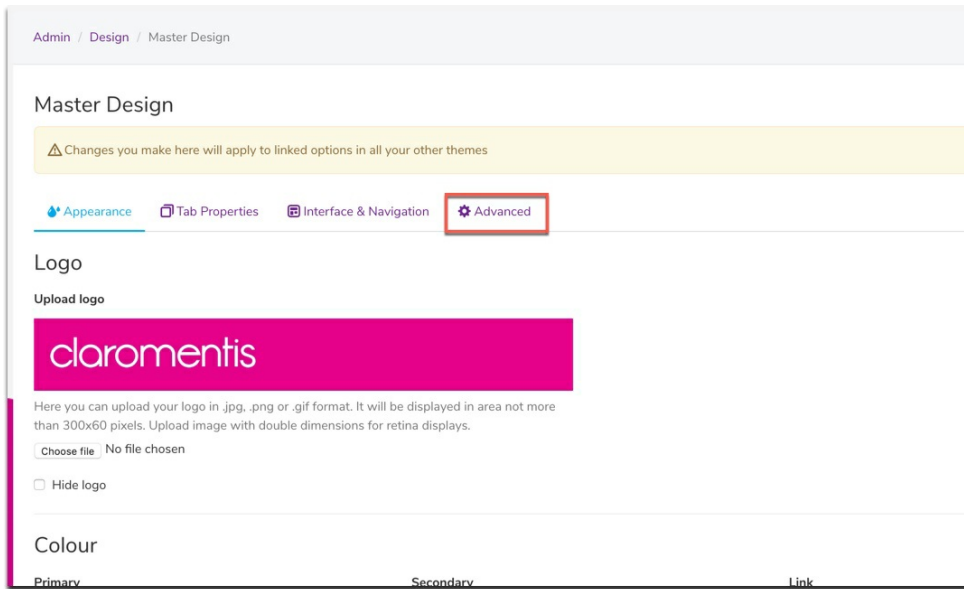 Admin / Design / Master Design
Master Design
Changes you make here will apply to linked options in all your other themes
Appearance Tab Properties Interface & Navigation Advanced
Logo
Upload logo
claromentis
Here you can upload your logo in .jpg, .png or .gif format. It will be displayed in area not more
than 300x60 pixels. Upload image with double dimensions for retina displays.
Choose file No file chosen
Hide logo
Colour
Primary Secondary Link